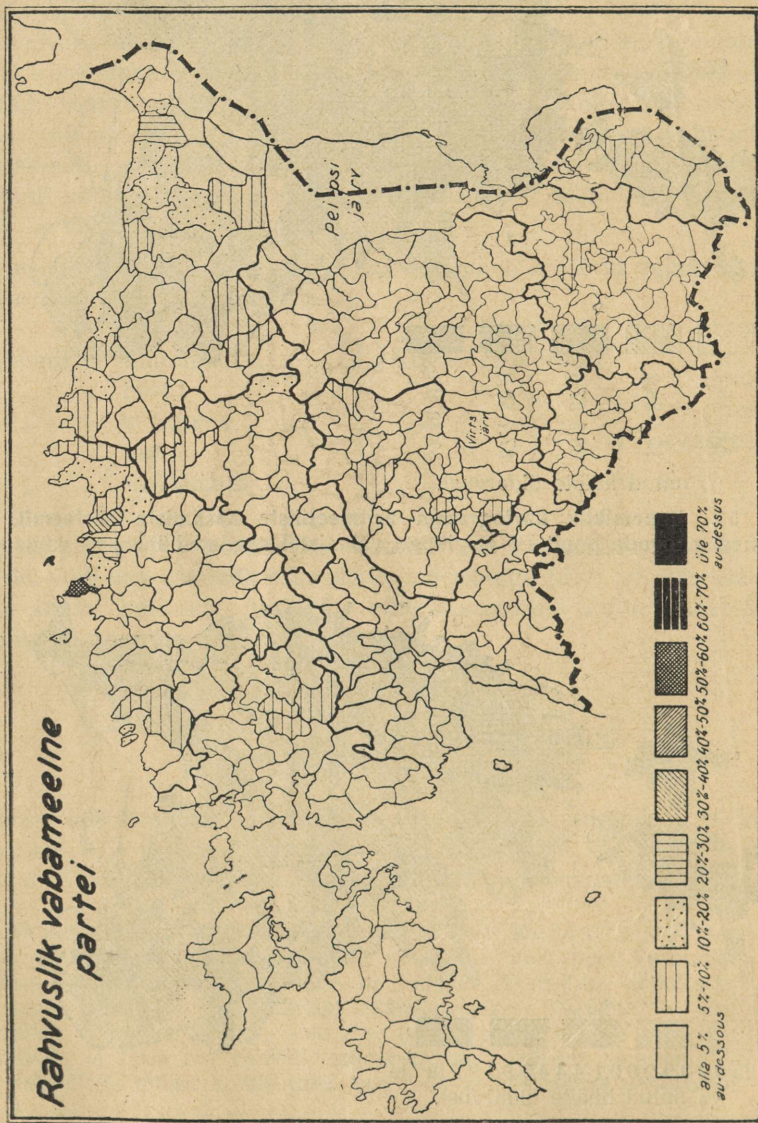 Rahvuslik vabameelne
partei
Peipsi
järv
Virts
järv
alla 5% 5%-10% 10%-20% 20%-30% 30%-40% 40%-50% 50%-60% 60%-70% üle 70%
au-dessous au-dessus